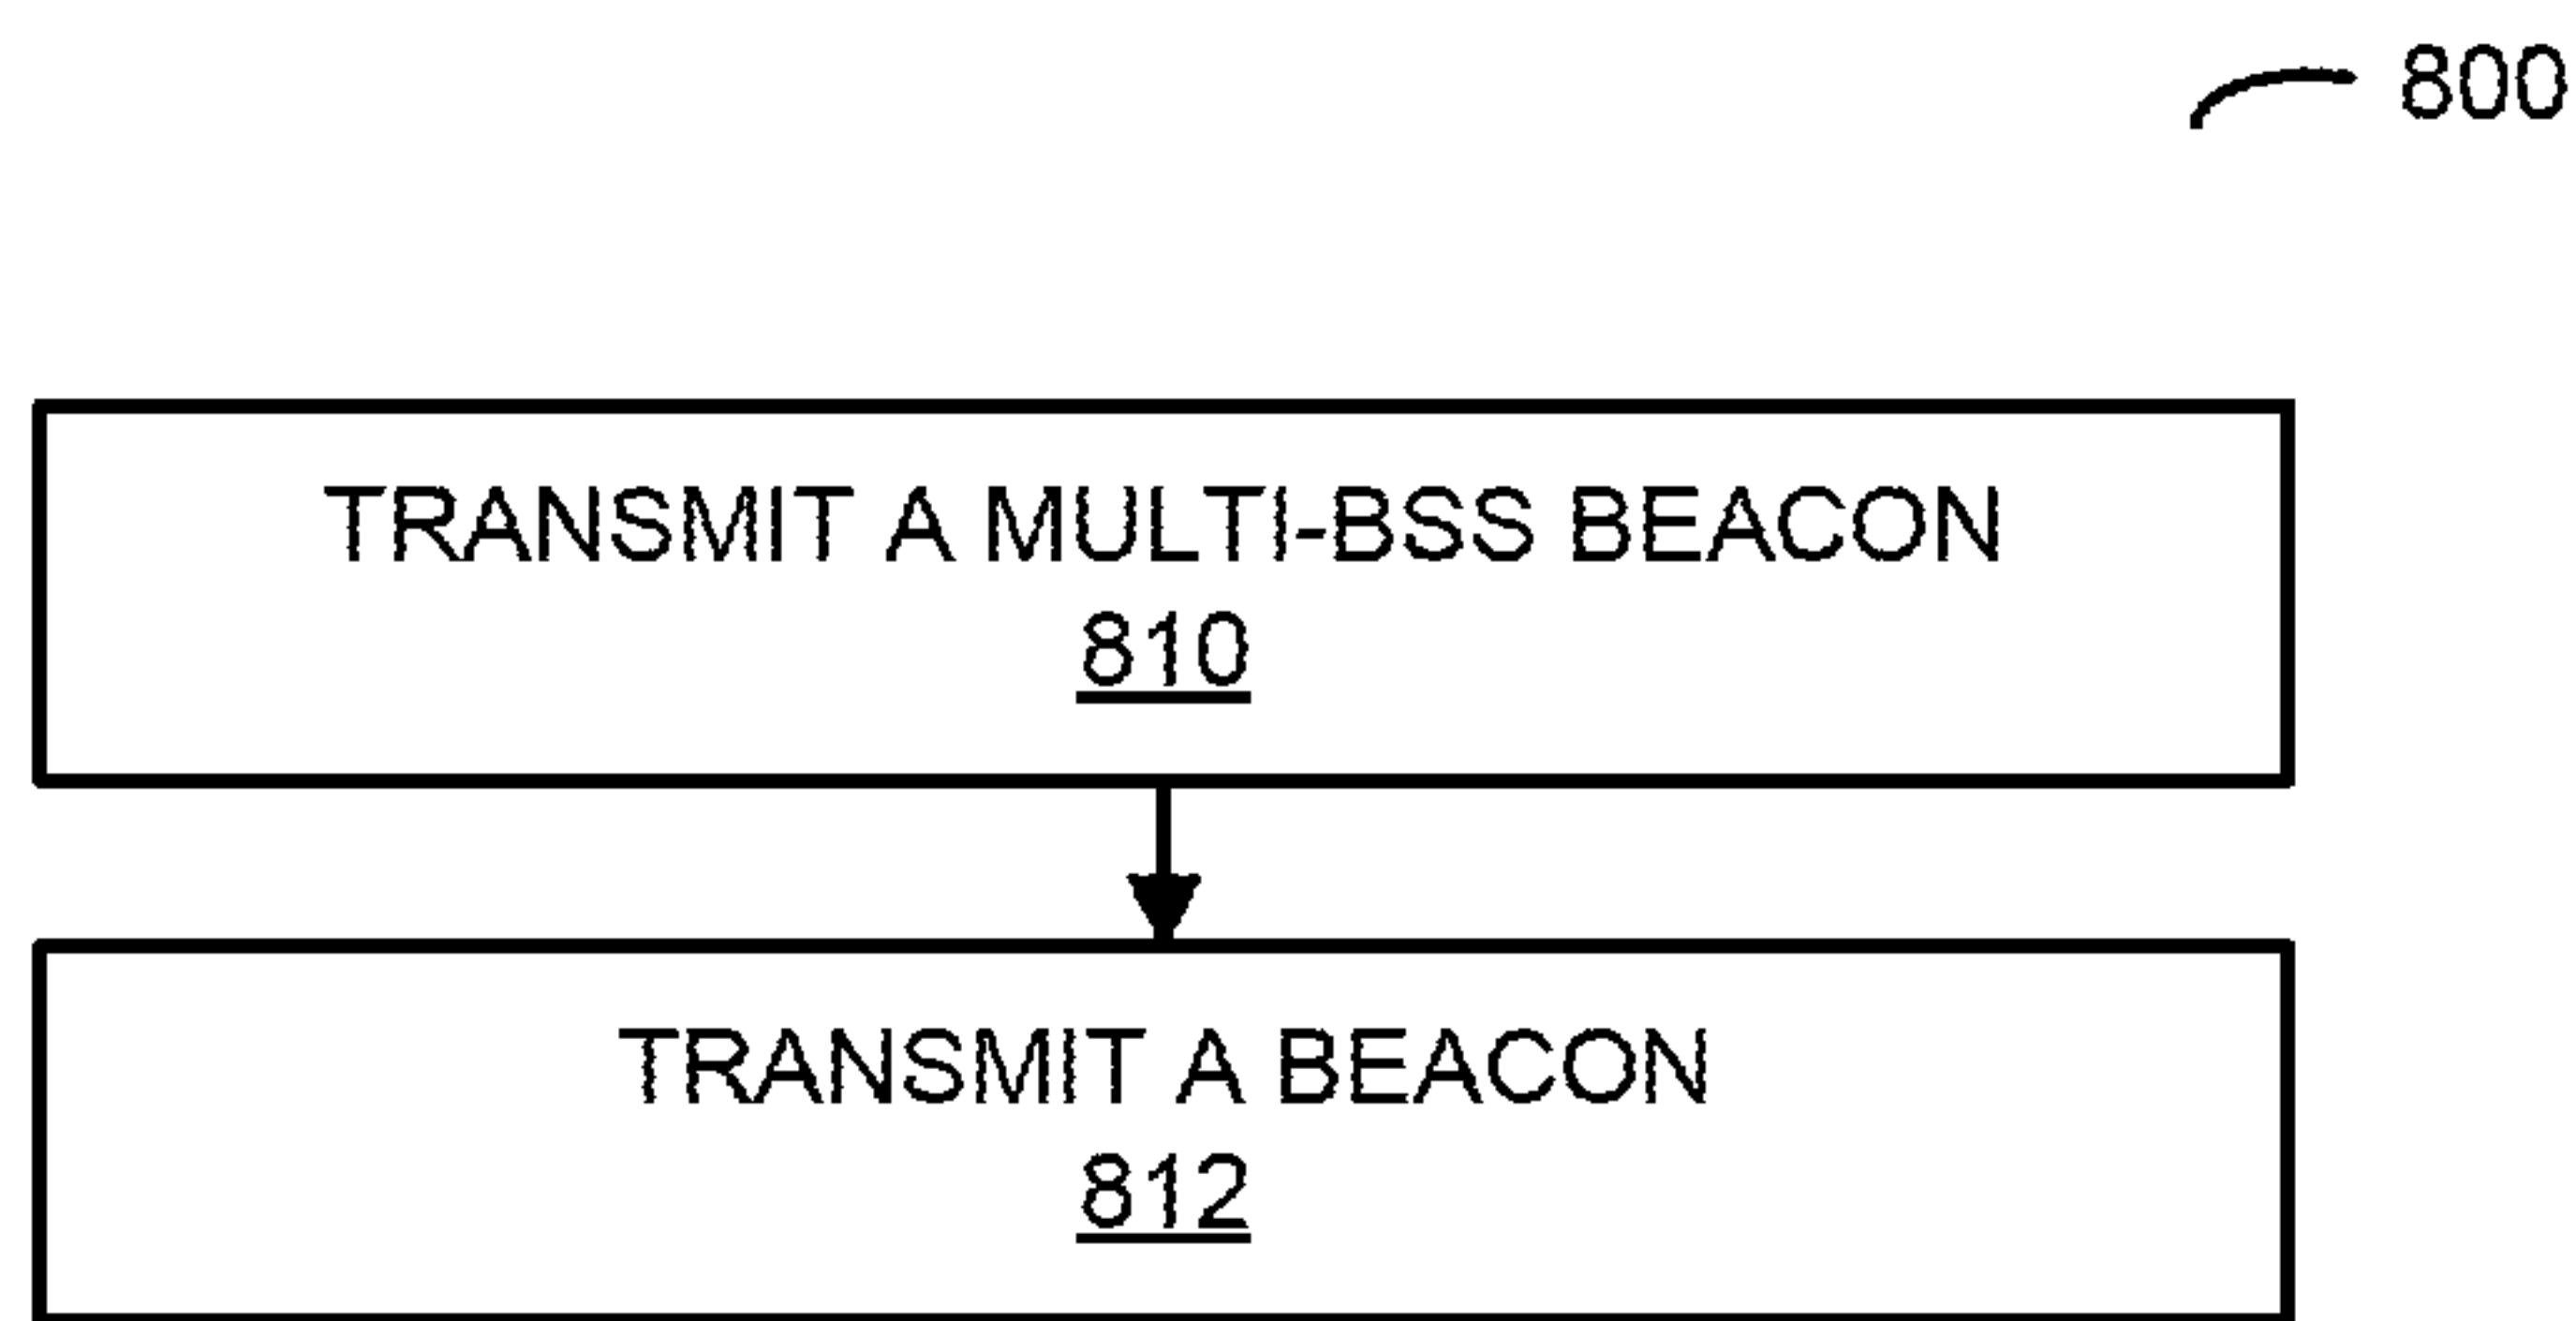 800
TRANSMIT A MULTI-BSS BEACON
810
TRANSMIT A BEACON
812